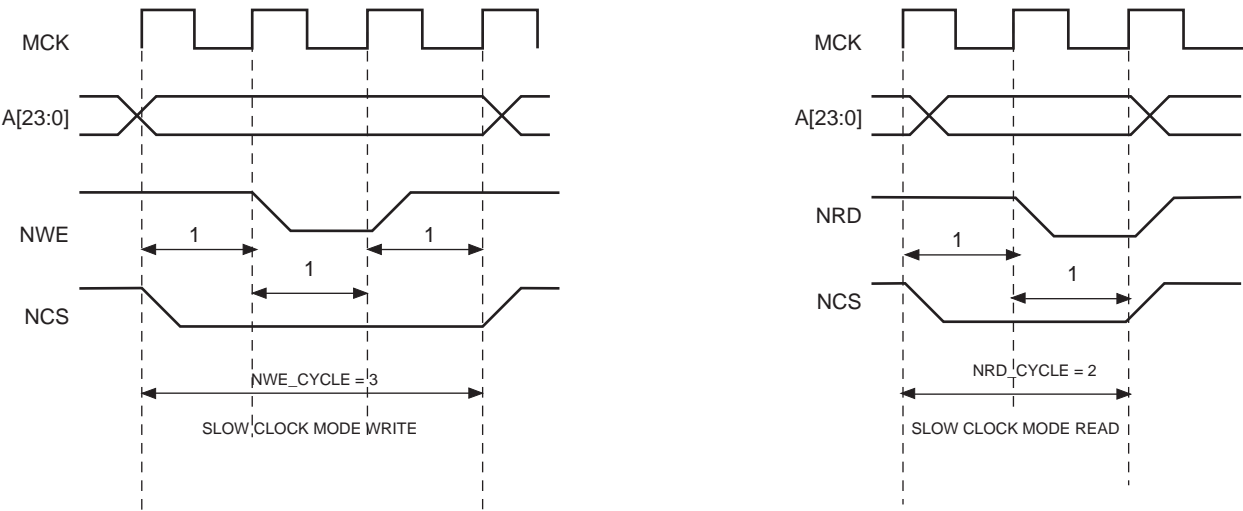 MCK
A[23:0]
NWE
1
1
1
NCS
NWE_CYCLE = 3
SLOW CLOCK MODE WRITE
MCK
A[23:0]
NRD
1
1
NCS
NRD_CYCLE = 2
SLOW CLOCK MODE READ